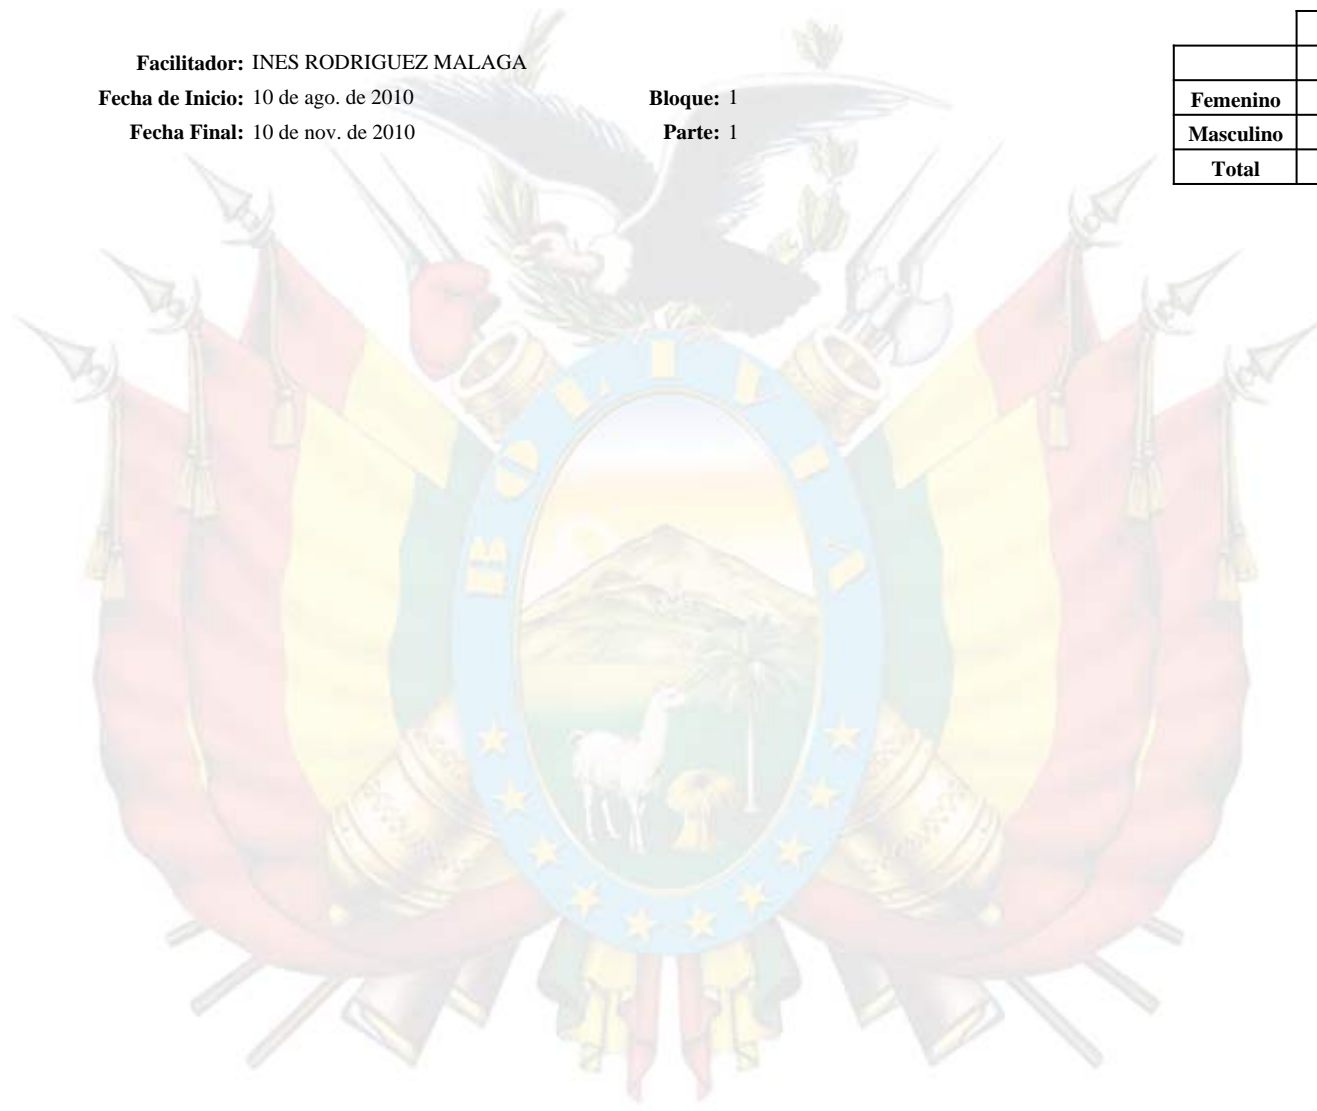 Facilitador: INES RODRIGUEZ MALAGA
Fecha de Inicio: 10 de ago. de 2010 Bloque: 1
Fecha Final: 10 de nov. de 2010 Parte: 1
Femenino
Masculino
Total
BOLIVIA